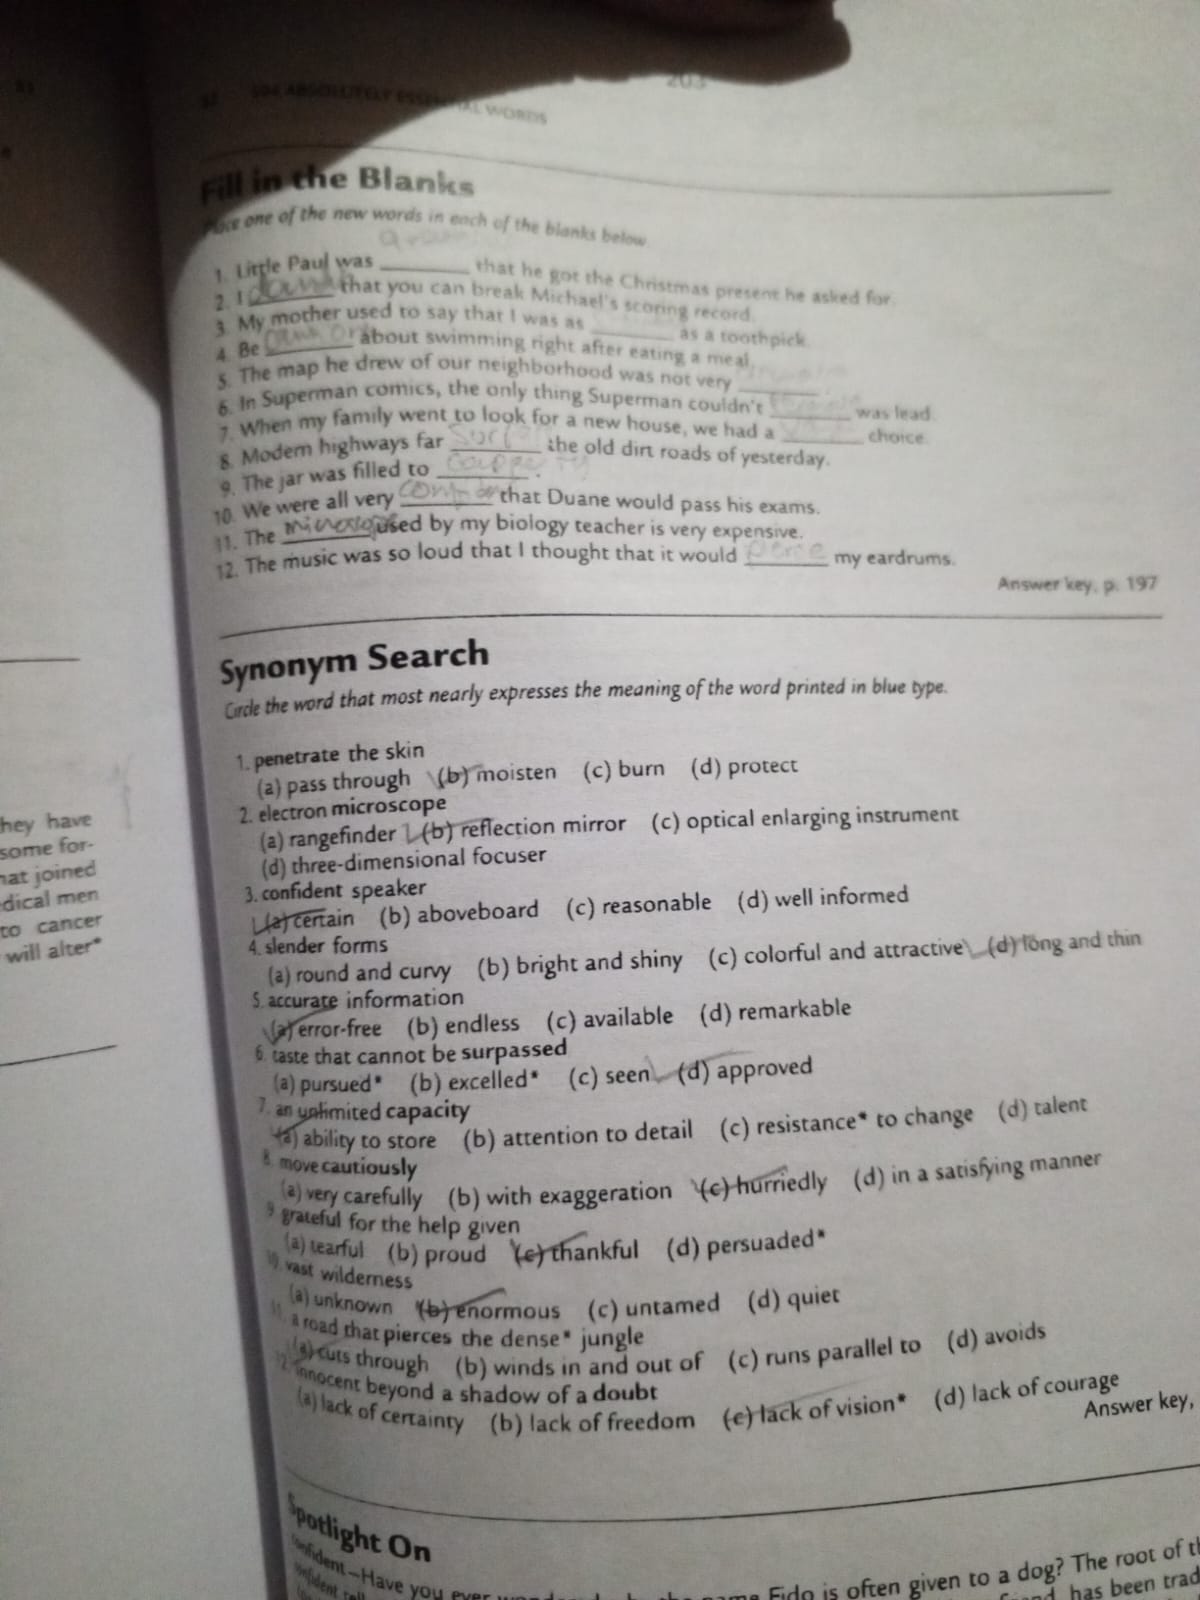 203
504 ABSOLUTELY ESSENTIAL WORDS
Fill in the Blanks
Place one of the new words in each of the blanks below.
1. Little Paul was ________ that he got the Christmas present he asked for.
2. I doubt that you can break Michael's scoring record.
3. My mother used to say that I was as ________ as a toothpick.
4. Be ________ about swimming right after eating a meal.
5. The map he drew of our neighborhood was not very ________.
6. In Superman comics, the only thing Superman couldn't ________ was lead.
7. When my family went to look for a new house, we had a ________ choice.
8. Modern highways far ________ the old dirt roads of yesterday.
9. The jar was filled to ________.
10. We were all very ________ that Duane would pass his exams.
11. The ________ used by my biology teacher is very expensive.
12. The music was so loud that I thought that it would ________ my eardrums.
Answer key, p. 197
Synonym Search
Circle the word that most nearly expresses the meaning of the word printed in blue type.
1. penetrate the skin
(a) pass through (b) moisten (c) burn (d) protect
2. electron microscope
(a) rangefinder (b) reflection mirror (c) optical enlarging instrument
(d) three-dimensional focuser
3. confident speaker
(a) certain (b) aboveboard (c) reasonable (d) well informed
4. slender forms
(a) round and curvy (b) bright and shiny (c) colorful and attractive (d) long and thin
5. accurate information
(a) error-free (b) endless (c) available (d) remarkable
6. taste that cannot be surpassed
(a) pursued* (b) excelled* (c) seen (d) approved
7. an unlimited capacity
(a) ability to store (b) attention to detail (c) resistance* to change (d) talent
8. move cautiously
(a) very carefully (b) with exaggeration (c) hurriedly (d) in a satisfying manner
9. grateful for the help given
(a) tearful (b) proud (c) thankful (d) persuaded*
10. vast wilderness
(a) unknown (b) enormous (c) untamed (d) quiet
11. a road that pierces the dense* jungle
(a) cuts through (b) winds in and out of (c) runs parallel to (d) avoids
12. innocent beyond a shadow of a doubt
(a) lack of certainty (b) lack of freedom (c) lack of vision* (d) lack of courage
Answer key,
Spotlight On
confident—Have you ever Fido is often given to a dog? The root of
has been trad
they have
some for-
hat joined
dical men
to cancer
will alter*